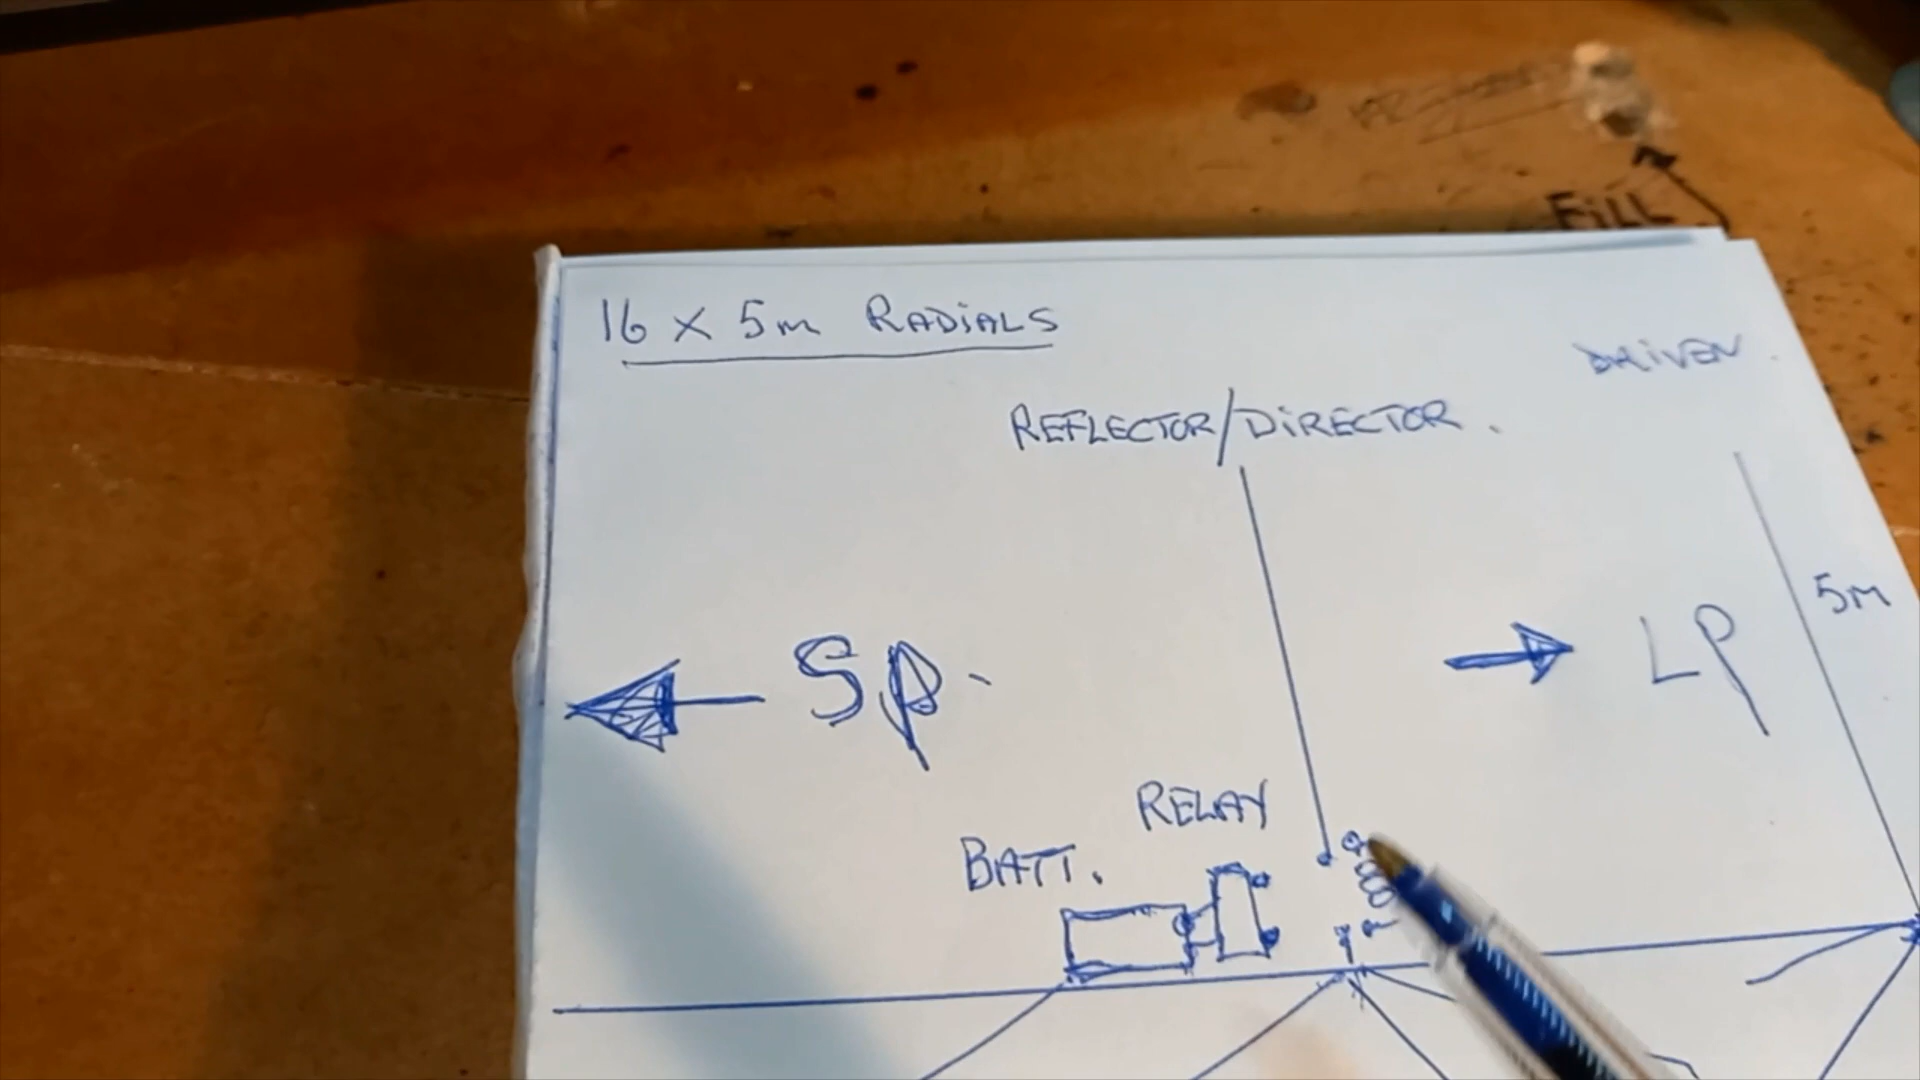 FILL
16 X 5m RADiALS
DRIVEN
REFLECTOR/DiRECTOR.
5m
Sp.
LP
RELAY
BATT.